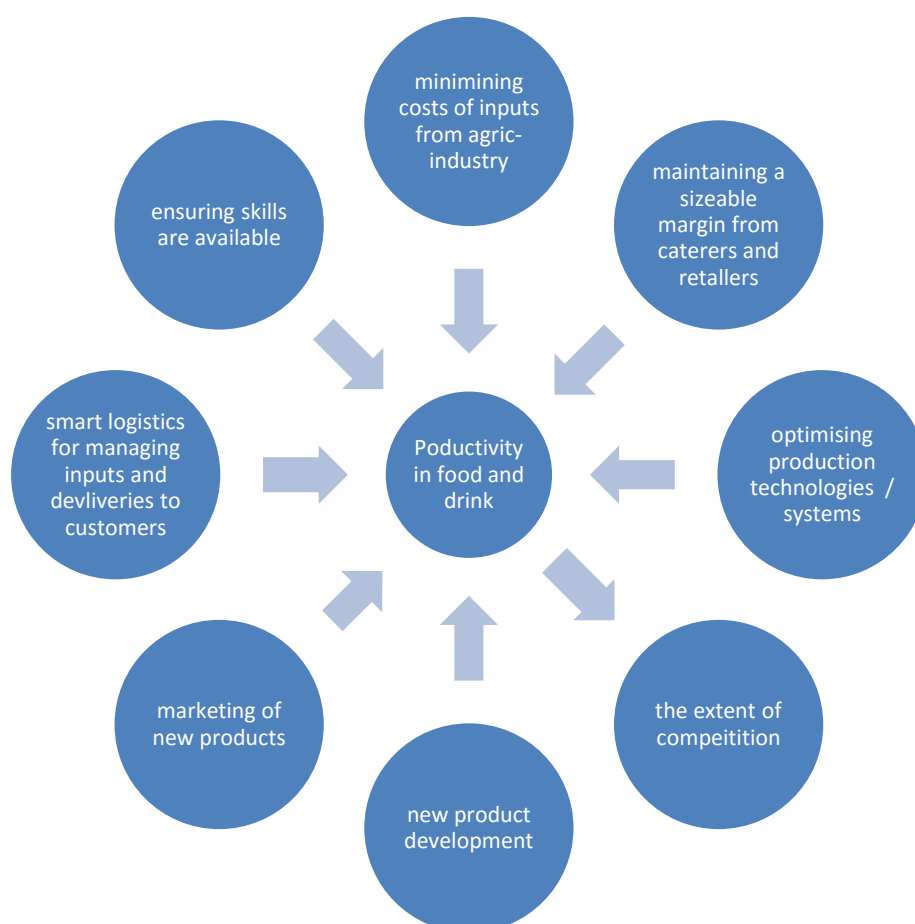 minimining
costs of inputs
from agric-
industry
maintaining a
sizeable
margin from
caterers and
retallers
optimising
production
technologies /
systems
the extent of
compeitition
new product
development
marketing of
new products
smart logistics
for managing
inputs and
devliveries to
customers
ensuring skills
are available
Poductivity
in food and
drink